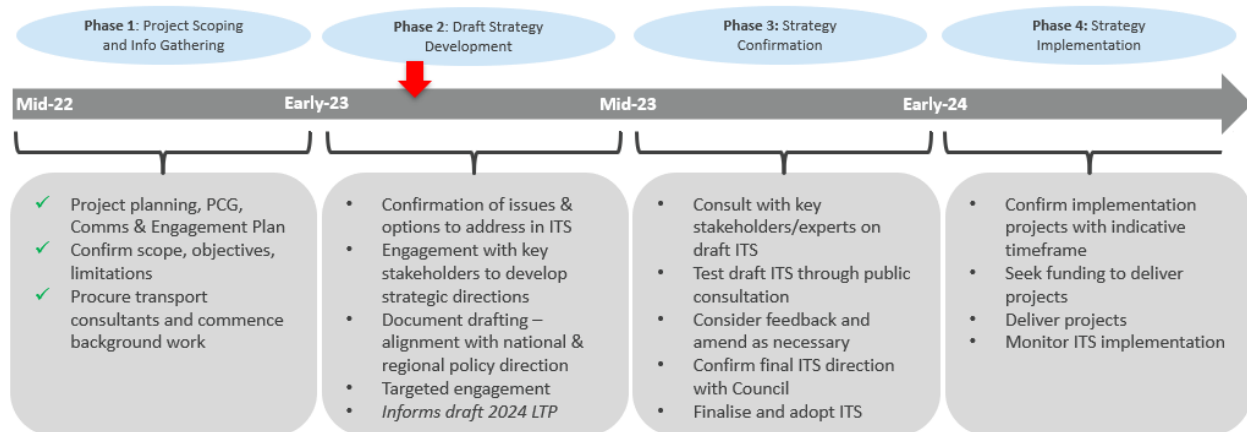 Phase 1: Project Scoping
and Info Gathering
Phase 2: Draft Strategy
Development
Phase 3: Strategy
Confirmation
Phase 4: Strategy
Implementation
Mid-22
Early-23
Mid-23
Early-24
✓ Project planning, PCG,
Comms & Engagement Plan
✓ Confirm scope, objectives,
limitations
✓ Procure transport
consultants and commence
background work
• Confirmation of issues &
options to address in ITS
• Engagement with key
stakeholders to develop
strategic directions
• Document drafting –
alignment with national &
regional policy direction
• Targeted engagement
• Informs draft 2024 LTP
• Consult with key
stakeholders/experts on
draft ITS
• Test draft ITS through public
consultation
• Consider feedback and
amend as necessary
• Confirm final ITS direction
with Council
• Finalise and adopt ITS
• Confirm implementation
projects with indicative
timeframe
• Seek funding to deliver
projects
• Deliver projects
• Monitor ITS implementation